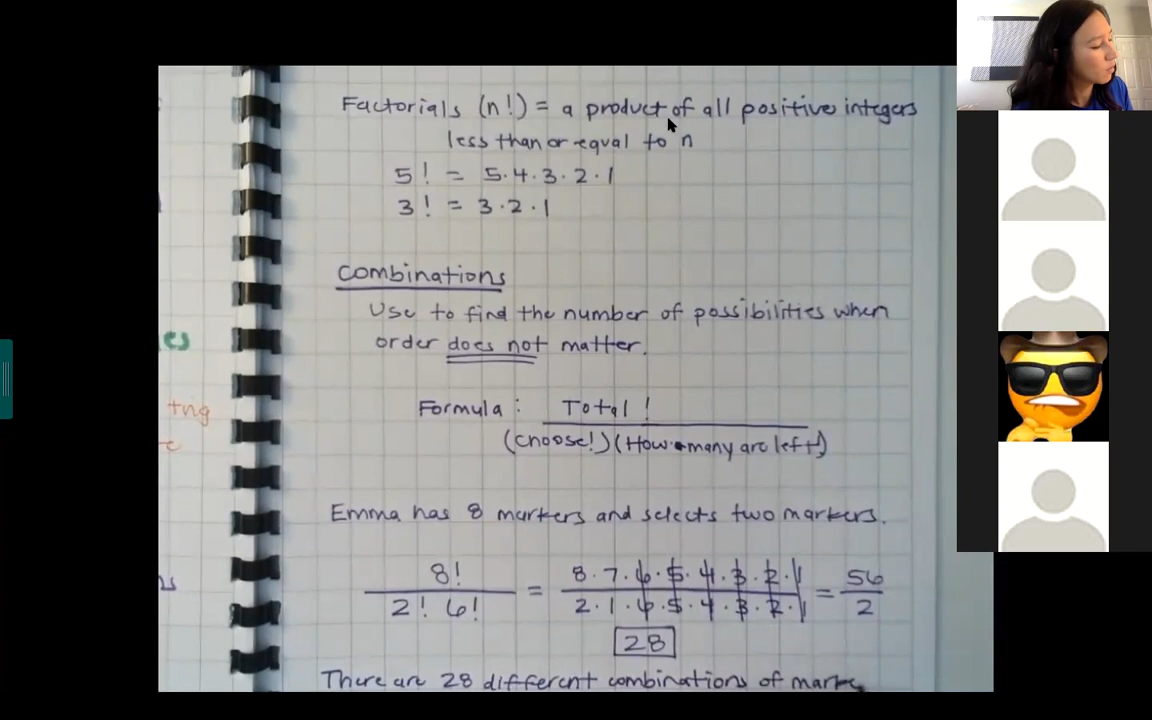 Factorials (n!) = a product of all positive integers
less than or equal to n
5! = 5.4.3.2.1
3! = 3.2.1
Combinations
Use to find the number of possibilities when
order does not matter.
Formula: Total!
(choose!)(How many are left!)
Emma has 8 markers and selects two markers.
8! = 8.7.6.5.4.3.2.1 = 56
2! 6! 2.1.6.5.4.3.2.1 2
28
There are 28 different combinations of